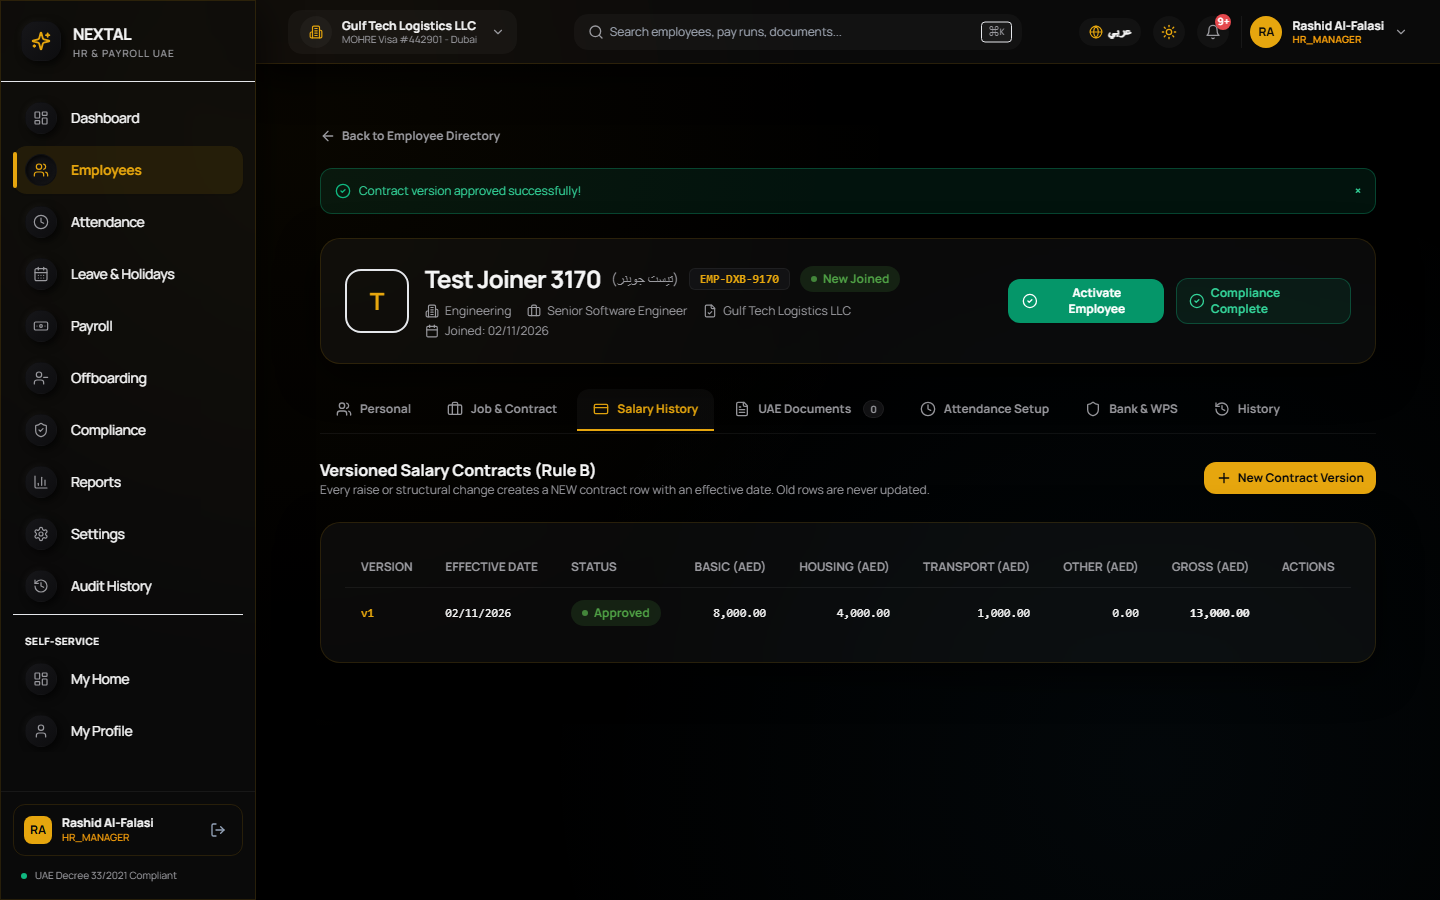 NEXTAL
HR & PAYROLL UAE
Gulf Tech Logistics LLC
MOHRE Visa #442901 - Dubai
Search employees, pay runs, documents...
⌘K
عربي
9+
RA
Rashid Al-Falasi
HR_MANAGER
Dashboard
Employees
Attendance
Leave & Holidays
Payroll
Offboarding
Compliance
Reports
Settings
Audit History
SELF-SERVICE
My Home
My Profile
RA
Rashid Al-Falasi
HR_MANAGER
UAE Decree 33/2021 Compliant
Back to Employee Directory
Contract version approved successfully!
×
T
Test Joiner 3170 (تيست جوينر) EMP-DXB-9170 New Joined
Engineering Senior Software Engineer Gulf Tech Logistics LLC
Joined: 02/11/2026
Activate Employee
Compliance Complete
Personal Job & Contract Salary History UAE Documents 0 Attendance Setup Bank & WPS History
Versioned Salary Contracts (Rule B)
Every raise or structural change creates a NEW contract row with an effective date. Old rows are never updated.
New Contract Version
VERSION EFFECTIVE DATE STATUS BASIC (AED) HOUSING (AED) TRANSPORT (AED) OTHER (AED) GROSS (AED) ACTIONS
v1 02/11/2026 Approved 8,000.00 4,000.00 1,000.00 0.00 13,000.00